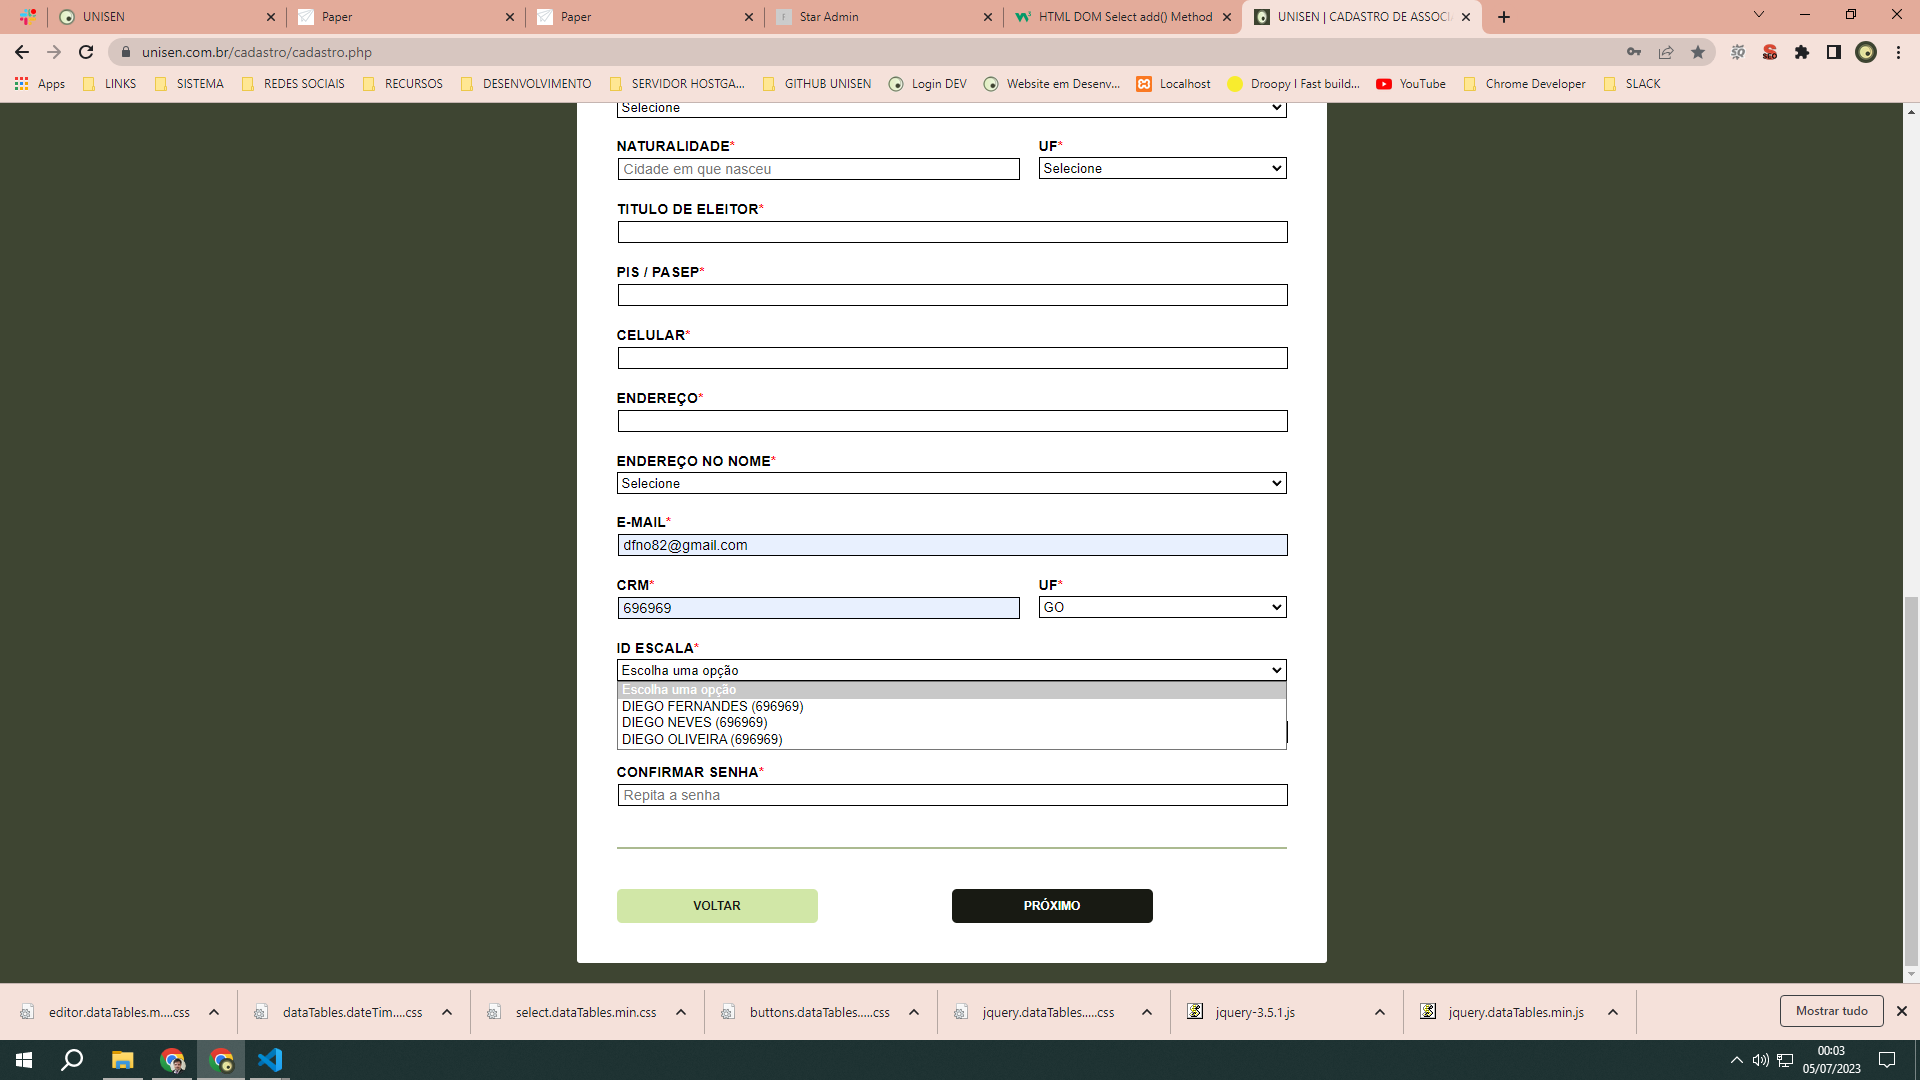 UNISEN
Paper
Paper
Star Admin
HTML DOM Select add() Method
UNISEN | CADASTRO DE ASSOCI
unisen.com.br/cadastro/cadastro.php
Apps
LINKS
SISTEMA
REDES SOCIAIS
RECURSOS
DESENVOLVIMENTO
SERVIDOR HOSTGA...
GITHUB UNISEN
Login DEV
Website em Desenv...
Localhost
Droopy I Fast build...
YouTube
Chrome Developer
SLACK
Selecione
NATURALIDADE*
UF*
Cidade em que nasceu
Selecione
TITULO DE ELEITOR*
PIS / PASEP*
CELULAR*
ENDEREÇO*
ENDEREÇO NO NOME*
Selecione
E-MAIL*
dfno82@gmail.com
CRM*
UF*
696969
GO
ID ESCALA*
Escolha uma opção
Escolha uma opção
DIEGO FERNANDES (696969)
DIEGO NEVES (696969)
DIEGO OLIVEIRA (696969)
CONFIRMAR SENHA*
Repita a senha
VOLTAR
PRÓXIMO
editor.dataTables.m....css
dataTables.dateTim....css
select.dataTables.min.css
buttons.dataTables.....css
jquery.dataTables.....css
jquery-3.5.1.js
jquery.dataTables.min.js
Mostrar tudo
00:03
05/07/2023